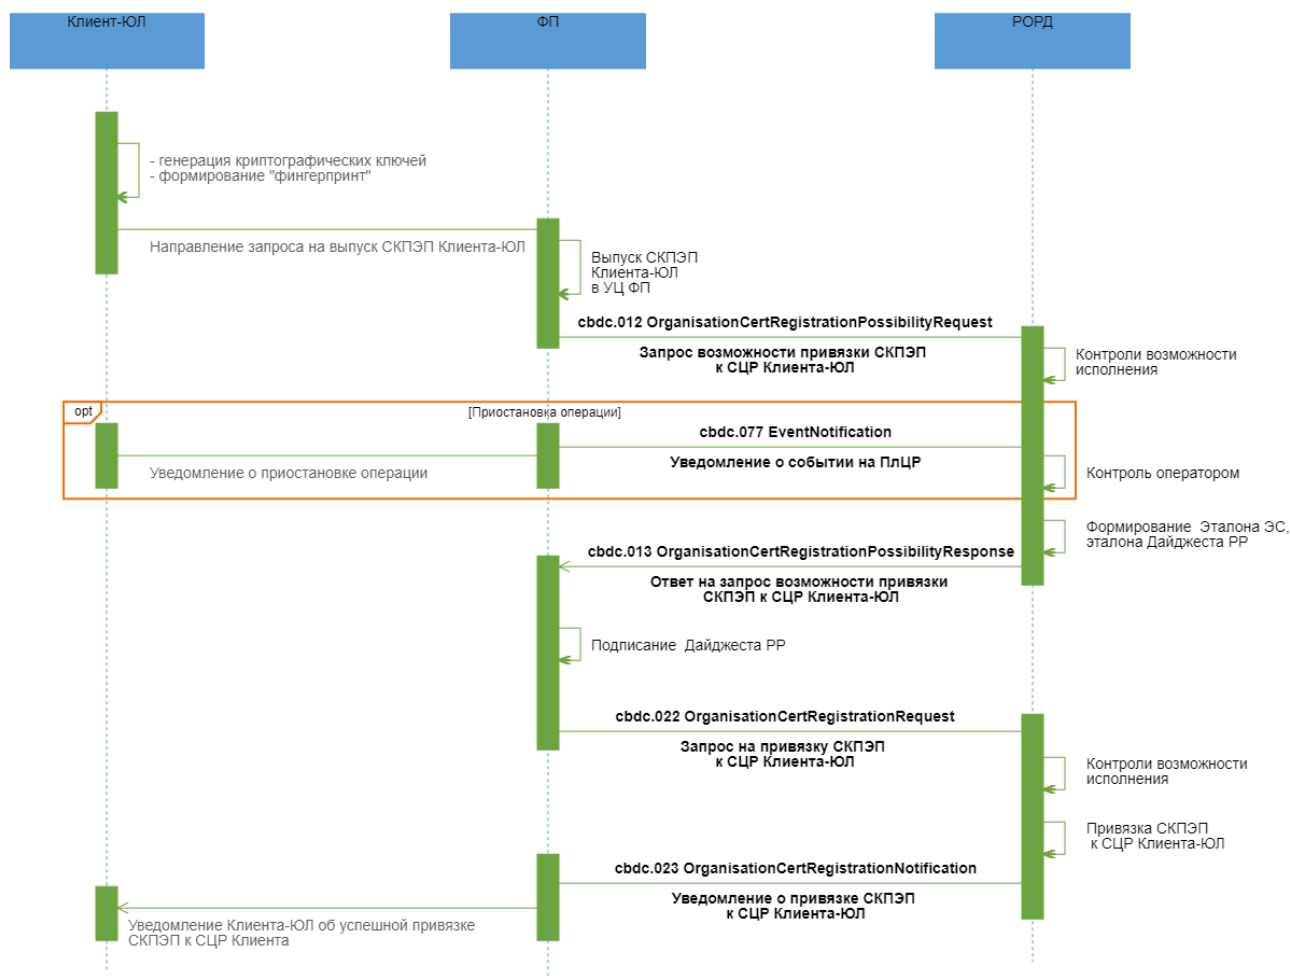 Клиент-ЮЛ
ФП
РОРД
- генерация криптографических ключей
- формирование "фингерпринт"
Направление запроса на выпуск СКПЭП Клиента-ЮЛ
Выпуск СКПЭП
Клиента-ЮЛ
в УЦ ФП
cbdc.012 OrganisationCertRegistrationPossibilityRequest
Запрос возможности привязки СКПЭП
к СЦР Клиента-ЮЛ
Контроли возможности
исполнения
opt
[Приостановка операции]
cbdc.077 EventNotification
Уведомление о событии на ПлЦР
Уведомление о приостановке операции
Контроль оператором
Формирование Эталона ЭС,
эталона Дайджеста РР
cbdc.013 OrganisationCertRegistrationPossibilityResponse
Ответ на запрос возможности привязки
СКПЭП к СЦР Клиента-ЮЛ
Подписание Дайджеста РР
cbdc.022 OrganisationCertRegistrationRequest
Запрос на привязку СКПЭП
к СЦР Клиента-ЮЛ
Контроли возможности
исполнения
Привязка СКПЭП
к СЦР Клиента-ЮЛ
cbdc.023 OrganisationCertRegistrationNotification
Уведомление о привязке СКПЭП
к СЦР Клиента-ЮЛ
Уведомление Клиента-ЮЛ об успешной привязке
СКПЭП к СЦР Клиента